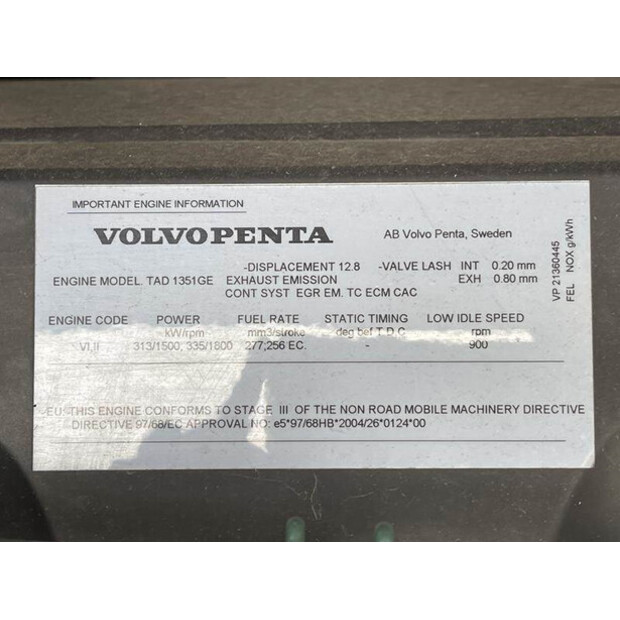 IMPORTANT ENGINE INFORMATION
VOLVO PENTA
AB Volvo Penta, Sweden
-DISPLACEMENT 12.8 -VALVE LASH INT 0.20 mm
ENGINE MODEL. TAD 1351GE EXHAUST EMISSION EXH 0.80 mm
CONT SYST EGR EM. TC ECM CAC
VP 21360445
FEL NOX g/kWh
ENGINE CODE POWER FUEL RATE STATIC TIMING LOW IDLE SPEED
kW/rpm mm3/stroke deg bef T.D.C. rpm
VI,II 313/1500, 335/1800 277;256 EC. - 900
EU: THIS ENGINE CONFORMS TO STAGE III OF THE NON ROAD MOBILE MACHINERY DIRECTIVE
DIRECTIVE 97/68/EC APPROVAL NO: e5*97/68HB*2004/26*0124*00